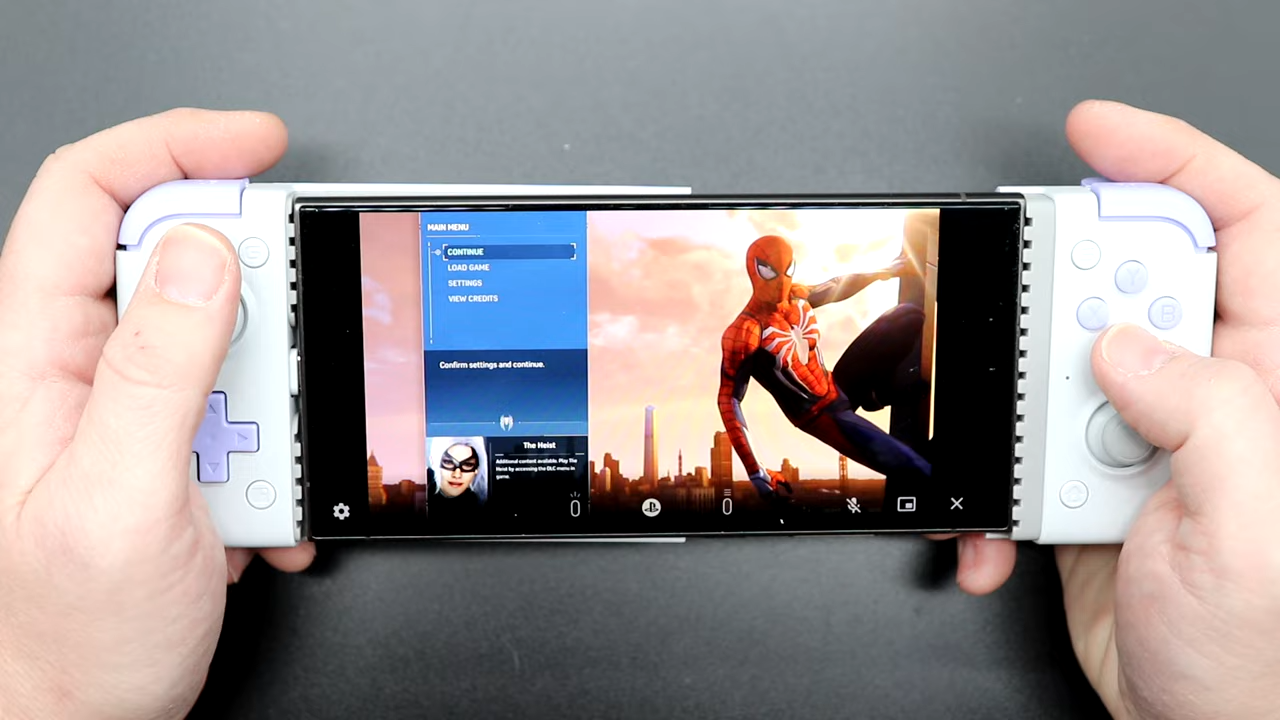 MAIN MENU
CONTINUE
LOAD GAME
SETTINGS
VIEW CREDITS
Confirm settings and continue.
The Heist
Additional content available. Play The
Heist by accessing the DLC menu in
game.
Y
X
B